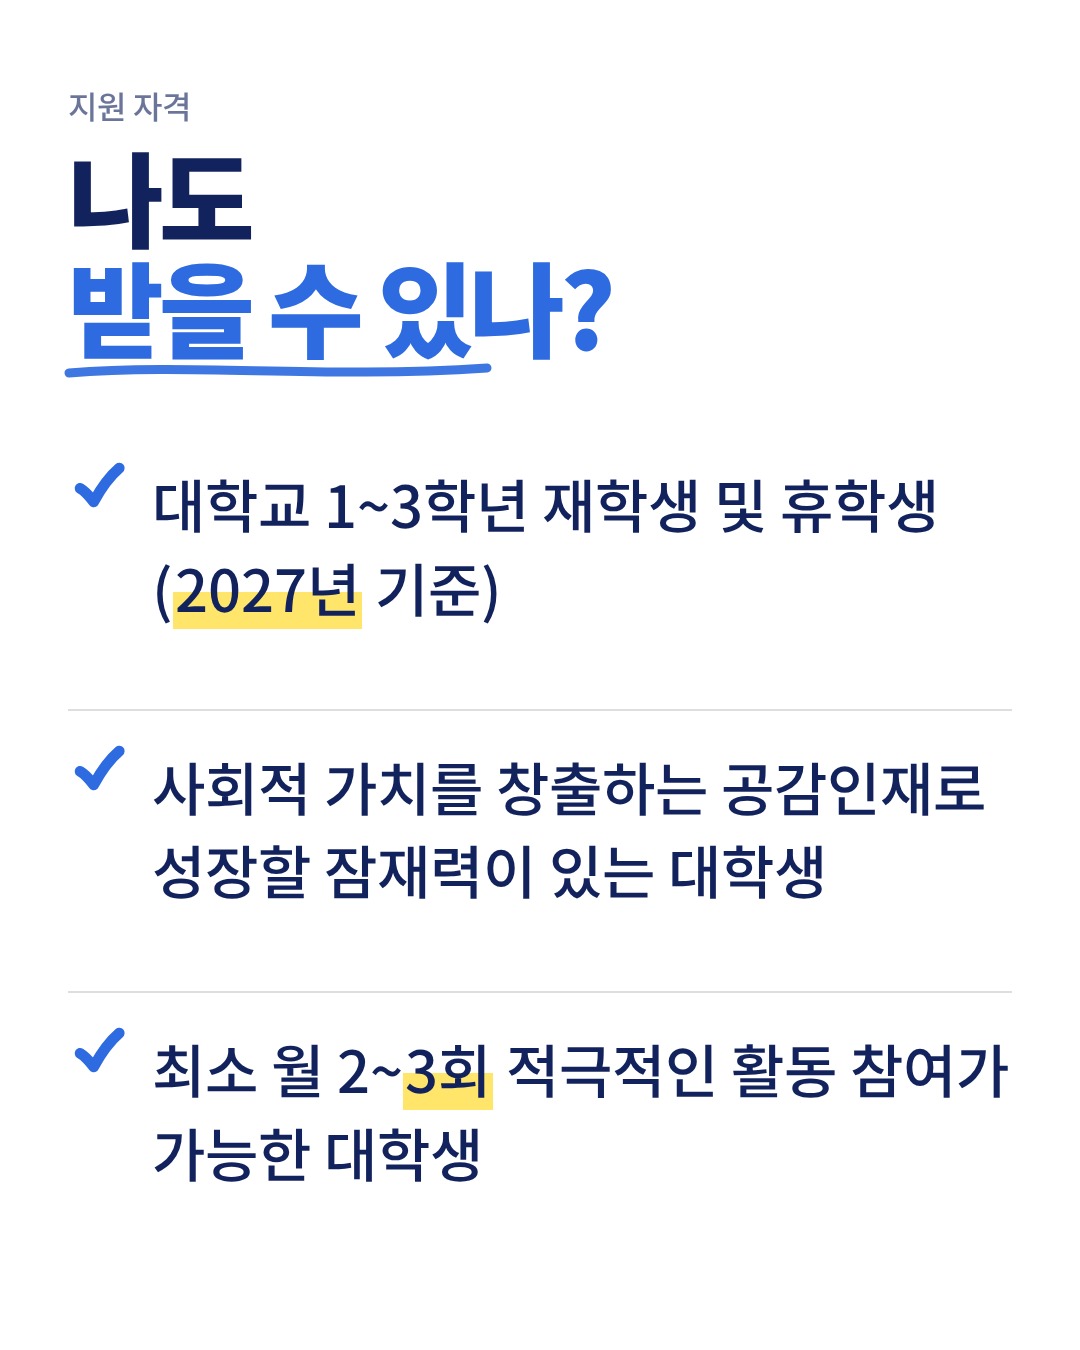 지원 자격
나도
받을 수 있나?
대학교 1~3학년 재학생 및 휴학생
(2027년 기준)
사회적 가치를 창출하는 공감인재로
성장할 잠재력이 있는 대학생
최소 월 2~3회 적극적인 활동 참여가
가능한 대학생